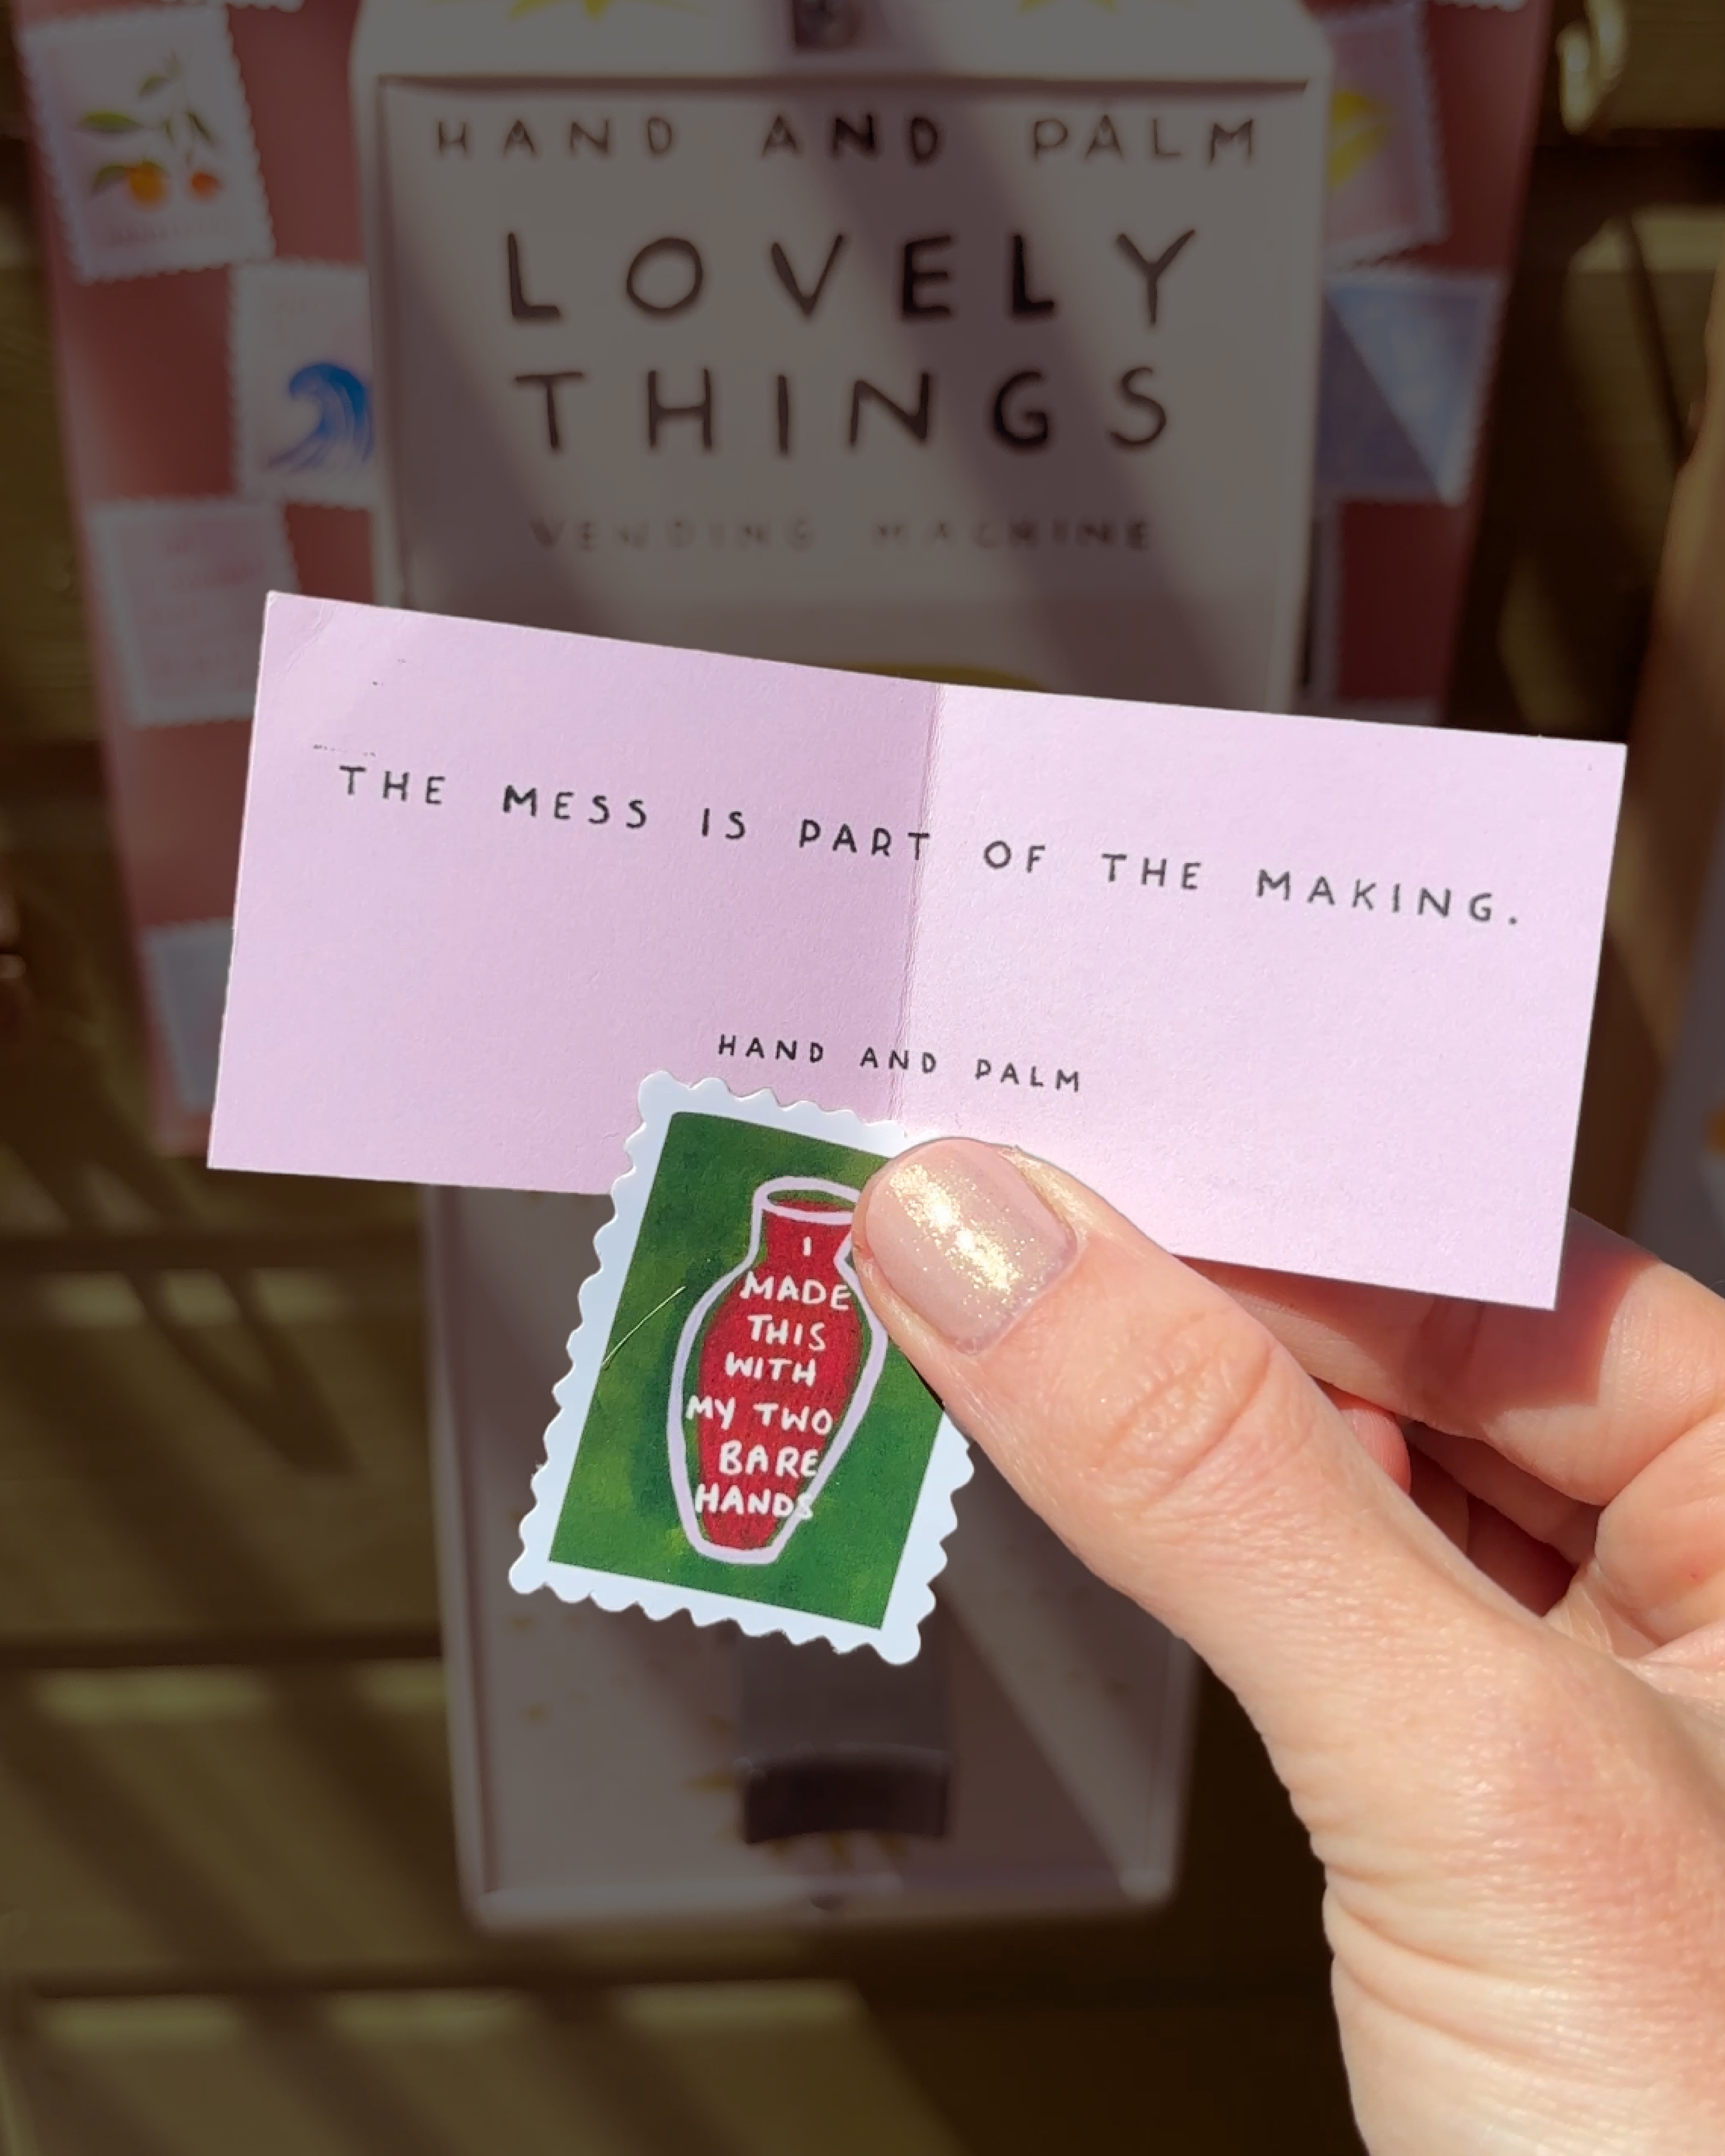 HAND AND PALM
LOVELY
THINGS
VENDING MACHINE
THE MESS IS PART OF THE MAKING.
HAND AND PALM
I
MADE
THIS
WITH
MY TWO
BARE
HANDS